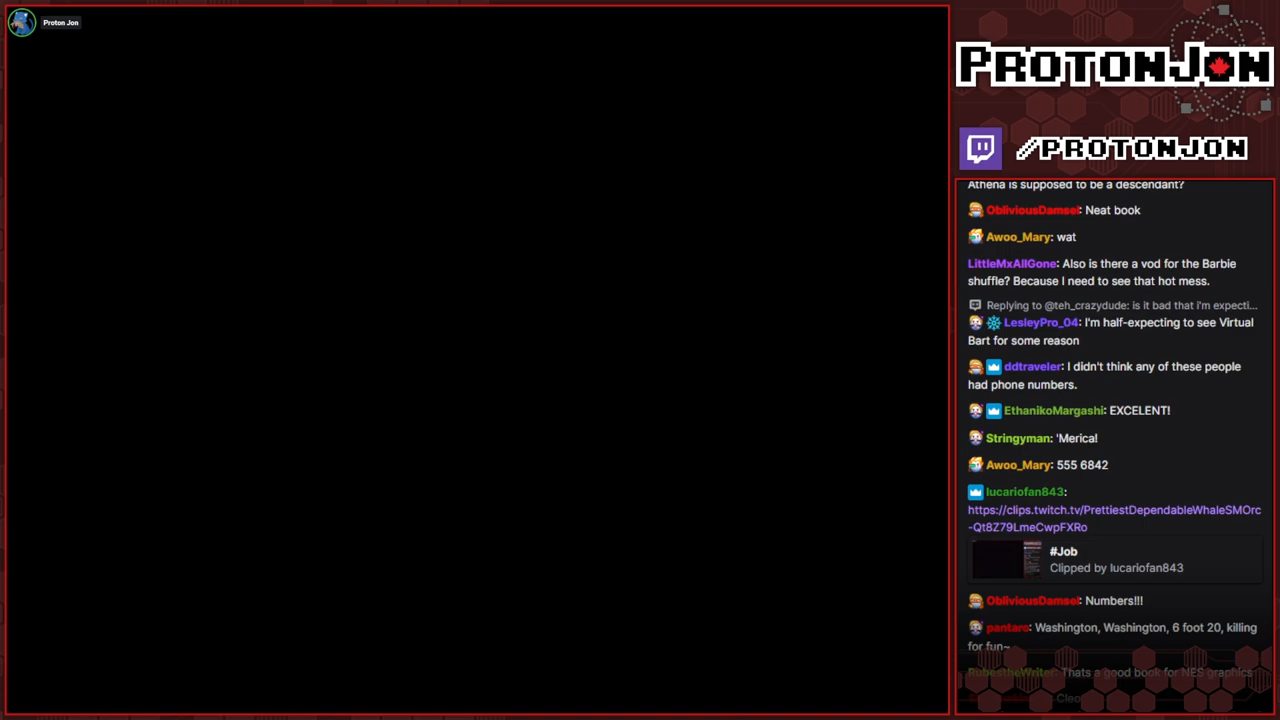 Proton Jon
PROTONJON
/PROTONJON
Athena is supposed to be a descendant?
ObliviousDamsel: Neat book
Awoo_Mary: wat
LittleMxAllGone: Also is there a vod for the Barbie
shuffle? Because I need to see that hot mess.
Replying to @teh_crazydude: is it bad that i'm expecti...
LesleyPro_04: I'm half-expecting to see Virtual
Bart for some reason
ddtraveler: I didn't think any of these people
had phone numbers.
EthanikoMargashi: EXCELENT!
Stringyman: 'Merica!
Awoo_Mary: 555 6842
lucariofan843:
https://clips.twitch.tv/PrettiestDependableWhaleSMOrc
-Qt8Z79LmeCwpFXRo
#Job
Clipped by lucariofan843
ObliviousDamsel: Numbers!!!
pantaro: Washington, Washington, 6 foot 20, killing
for fun~
RubestheWriter: Thats a good book for NES graphics